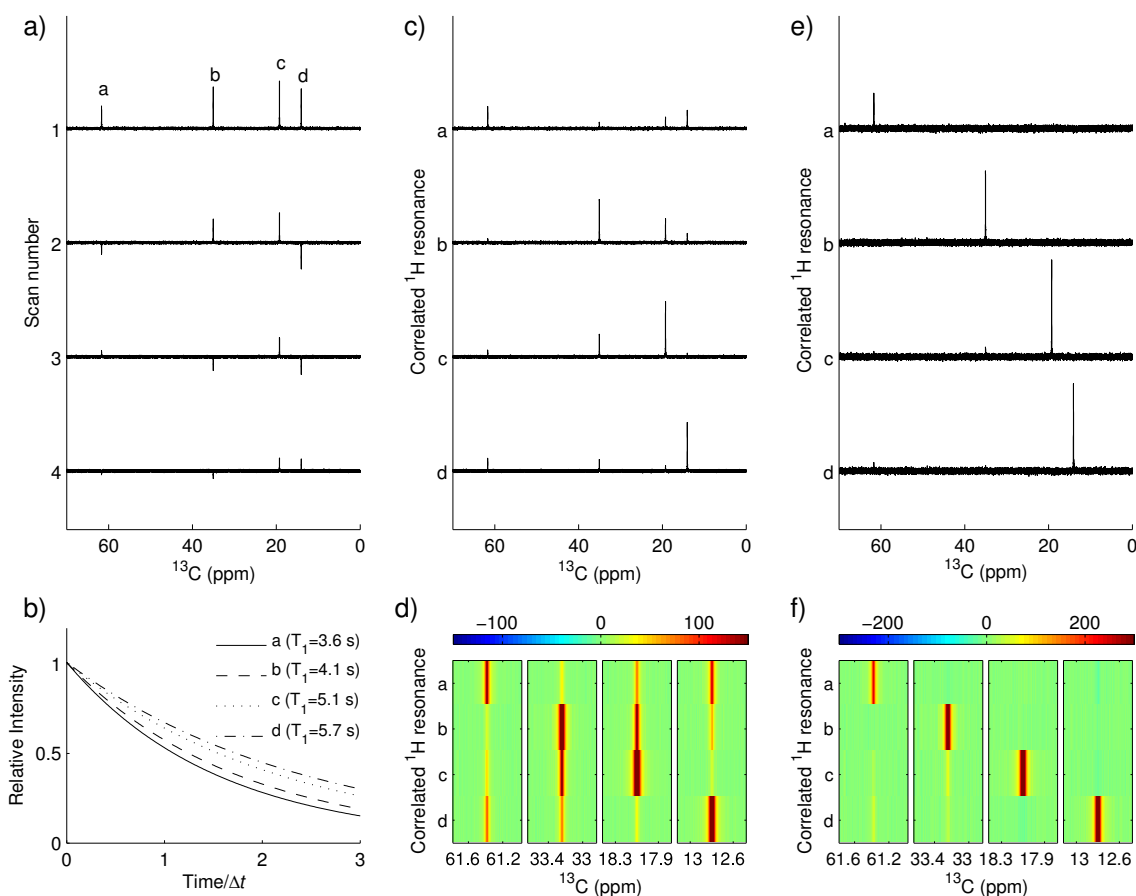 a)
a
b
c
d
1
2
3
4
Scan number
60 40 20 0
¹³C (ppm)
c)
a
b
c
d
Correlated ¹H resonance
60 40 20 0
¹³C (ppm)
e)
a
b
c
d
Correlated ¹H resonance
60 40 20 0
¹³C (ppm)
b)
a (T₁=3.6 s)
b (T₁=4.1 s)
c (T₁=5.1 s)
d (T₁=5.7 s)
1
0.5
0
Relative Intensity
0 1 2 3
Time/Δt
d)
−100 0 100
a
b
c
d
Correlated ¹H resonance
61.6 61.2 33.4 33 18.3 17.9 13 12.6
¹³C (ppm)
f)
−200 0 200
a
b
c
d
Correlated ¹H resonance
61.6 61.2 33.4 33 18.3 17.9 13 12.6
¹³C (ppm)